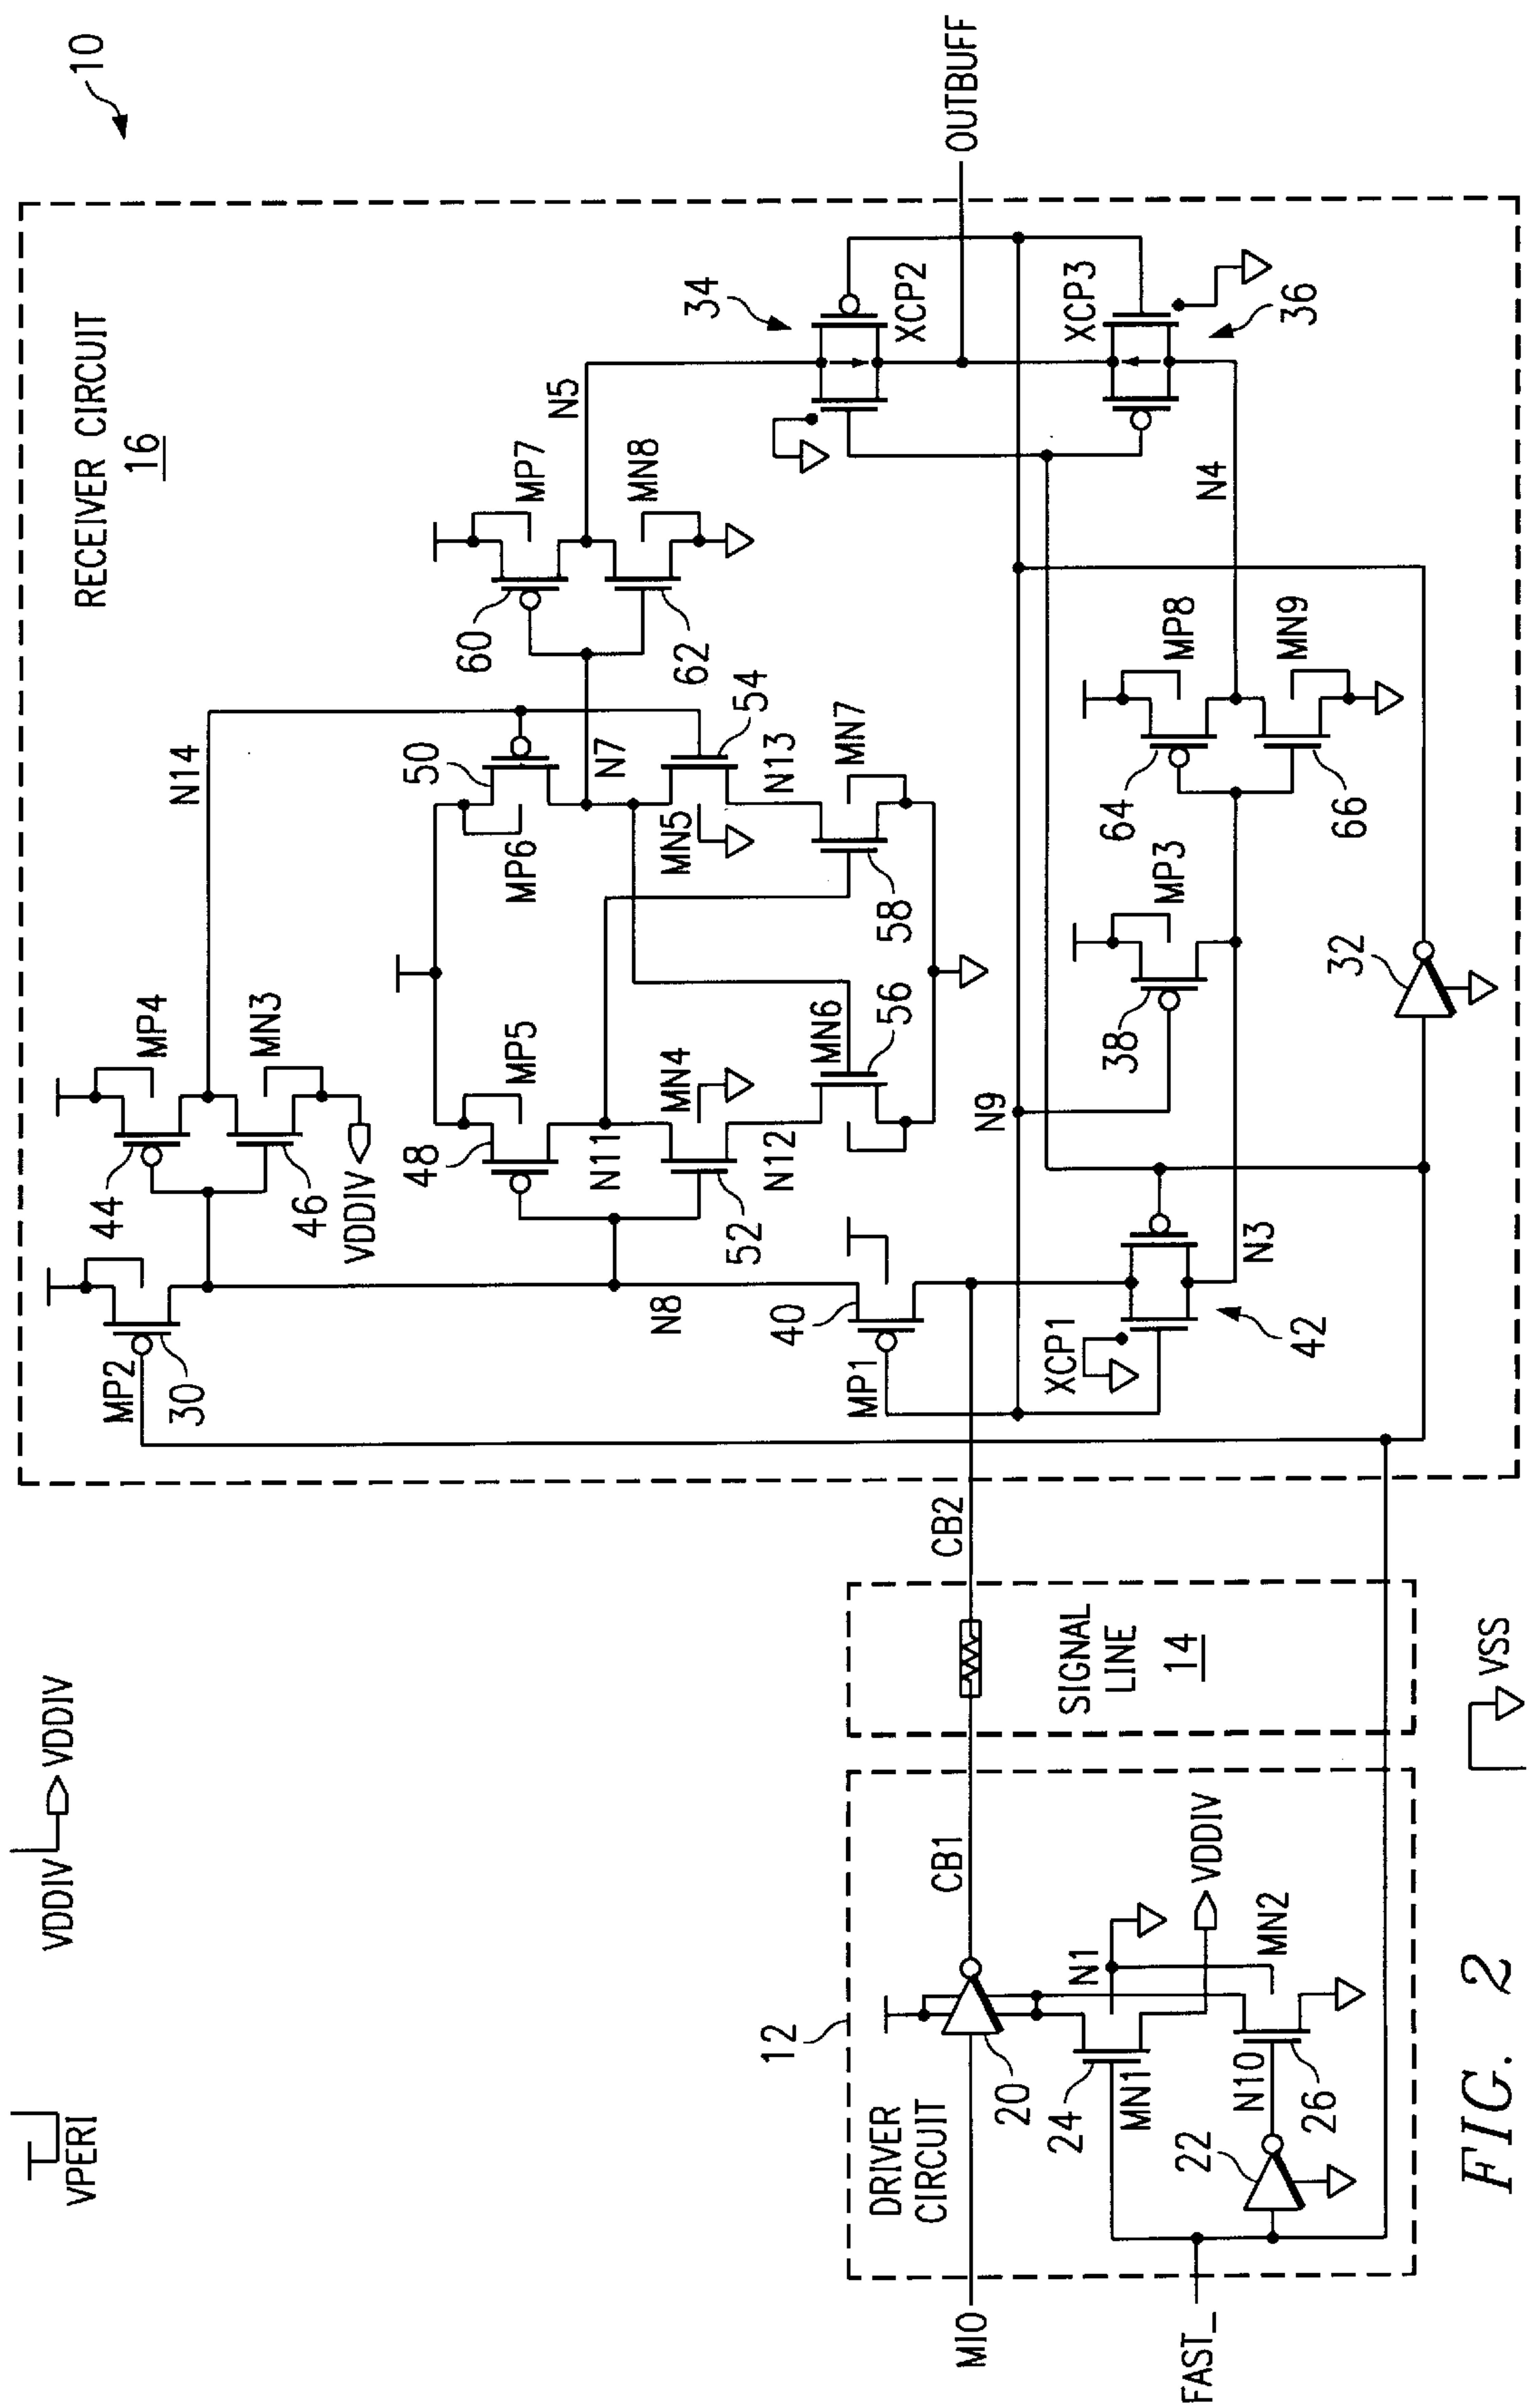 10
RECEIVER CIRCUIT
16
OUTBUFF
VPERI
VDDIV
VDDIV
MP2
30
44
MP4
46
MN3
VDDIV
N14
N8
48
MP5
50
MP6
N11
N7
52
MN4
MN5
54
N12
N13
MN6
56
58
MN7
60
MP7
62
MN8
N5
34
XCP2
XCP3
36
MP1
40
N9
XCP1
42
N3
38
MP3
64
MP8
66
MN9
N4
32
CB2
SIGNAL
LINE
14
CB1
12
DRIVER
CIRCUIT
MIO
20
24
MN1
N1
VDDIV
22
N10
26
MN2
FAST_
VSS
FIG. 2